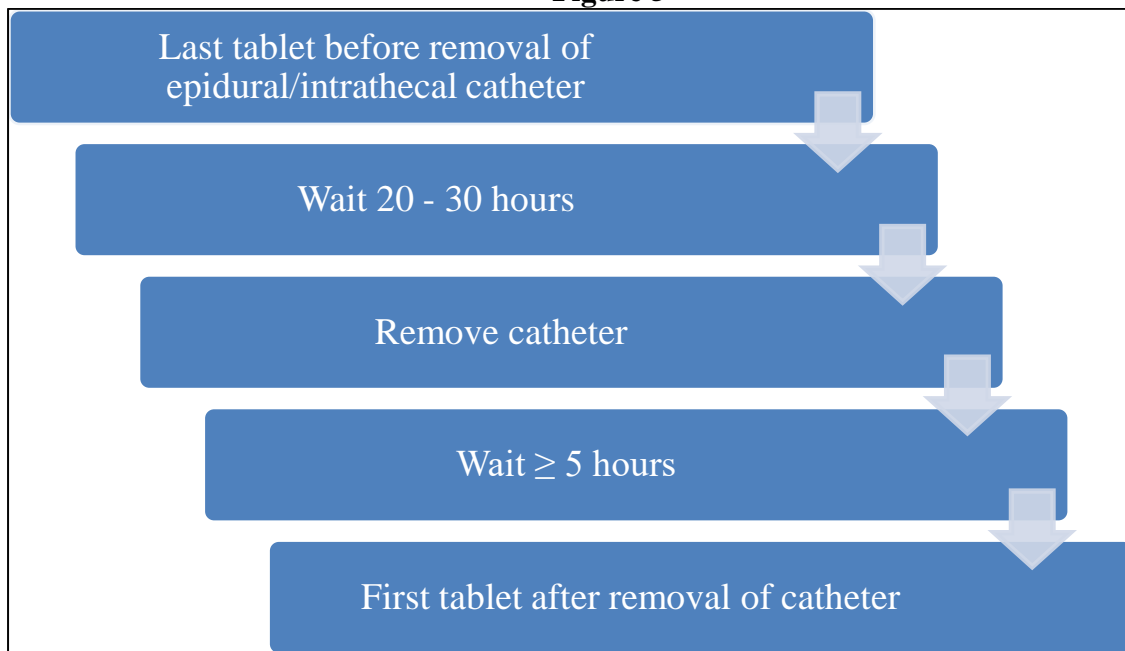 Last tablet before removal of
epidural/intrathecal catheter
Wait 20 - 30 hours
Remove catheter
Wait ≥ 5 hours
First tablet after removal of catheter